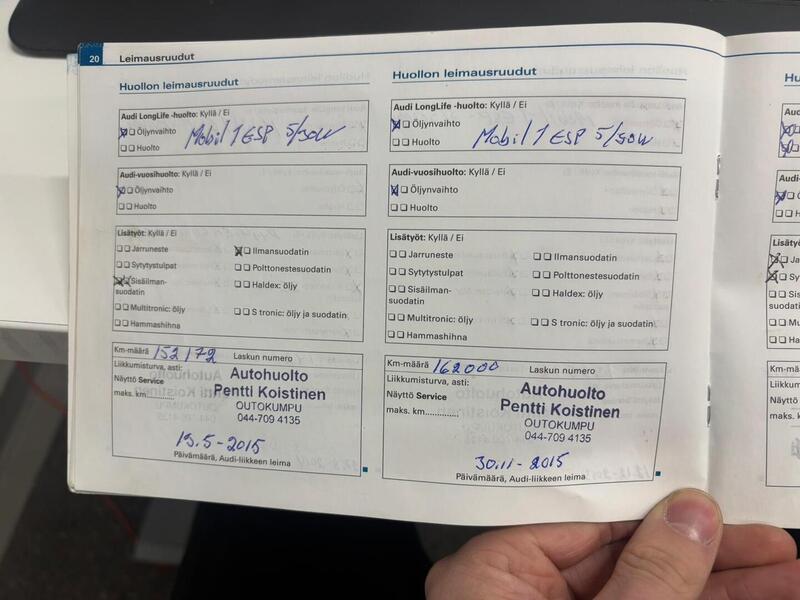 20 Leimausruudut
Huollon leimausruudut
Audi LongLife -huolto: Kyllä / Ei
Öljynvaihto
Mobil 1 ESP 5/30W
Huolto
Audi-vuosihuolto: Kyllä / Ei
Öljynvaihto
Huolto
Lisätyöt: Kyllä / Ei
Jarruneste
Ilmansuodatin
Sytytystulpat
Polttonestesuodatin
Sisäilman-
suodatin
Haldex: öljy
Multitronic: öljy
S tronic: öljy ja suodatin
Hammashihna
Km-määrä 152172 Laskun numero
Liikkumisturva, asti:
Näyttö Service
maks. km
Autohuolto
Pentti Koistinen
OUTOKUMPU
044-709 4135
13.5-2015
Päivämäärä, Audi-liikkeen leima
Huollon leimausruudut
Audi LongLife -huolto: Kyllä / Ei
Öljynvaihto
Mobil 1 ESP 5/30W
Huolto
Audi-vuosihuolto: Kyllä / Ei
Öljynvaihto
Huolto
Lisätyöt: Kyllä / Ei
Jarruneste
Ilmansuodatin
Sytytystulpat
Polttonestesuodatin
Sisäilman-
suodatin
Haldex: öljy
Multitronic: öljy
S tronic: öljy ja suodatin
Hammashihna
Km-määrä 162000 Laskun numero
Liikkumisturva, asti:
Näyttö Service
maks. km
Autohuolto
Pentti Koistinen
OUTOKUMPU
044-709 4135
30.11-2015
Päivämäärä, Audi-liikkeen leima